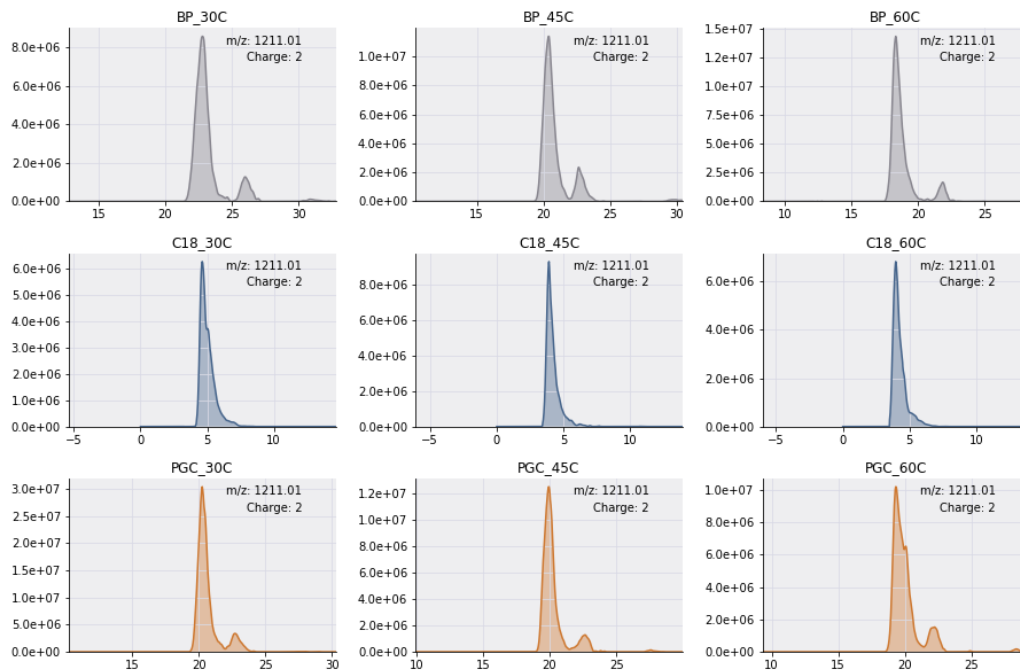 BP_30C
m/z: 1211.01
Charge: 2
8.0e+06
6.0e+06
4.0e+06
2.0e+06
0.0e+00
15 20 25 30
BP_45C
m/z: 1211.01
Charge: 2
1.0e+07
8.0e+06
6.0e+06
4.0e+06
2.0e+06
0.0e+00
15 20 25 30
BP_60C
m/z: 1211.01
Charge: 2
1.5e+07
1.2e+07
1.0e+07
7.5e+06
5.0e+06
2.5e+06
0.0e+00
10 15 20 25
C18_30C
m/z: 1211.01
Charge: 2
6.0e+06
5.0e+06
4.0e+06
3.0e+06
2.0e+06
1.0e+06
0.0e+00
−5 0 5 10
C18_45C
m/z: 1211.01
Charge: 2
8.0e+06
6.0e+06
4.0e+06
2.0e+06
0.0e+00
−5 0 5 10
C18_60C
m/z: 1211.01
Charge: 2
6.0e+06
4.0e+06
2.0e+06
0.0e+00
−5 0 5 10
PGC_30C
m/z: 1211.01
Charge: 2
3.0e+07
2.5e+07
2.0e+07
1.5e+07
1.0e+07
5.0e+06
0.0e+00
15 20 25 30
PGC_45C
m/z: 1211.01
Charge: 2
1.2e+07
1.0e+07
8.0e+06
6.0e+06
4.0e+06
2.0e+06
0.0e+00
10 15 20 25
PGC_60C
m/z: 1211.01
Charge: 2
1.0e+07
8.0e+06
6.0e+06
4.0e+06
2.0e+06
0.0e+00
10 15 20 25